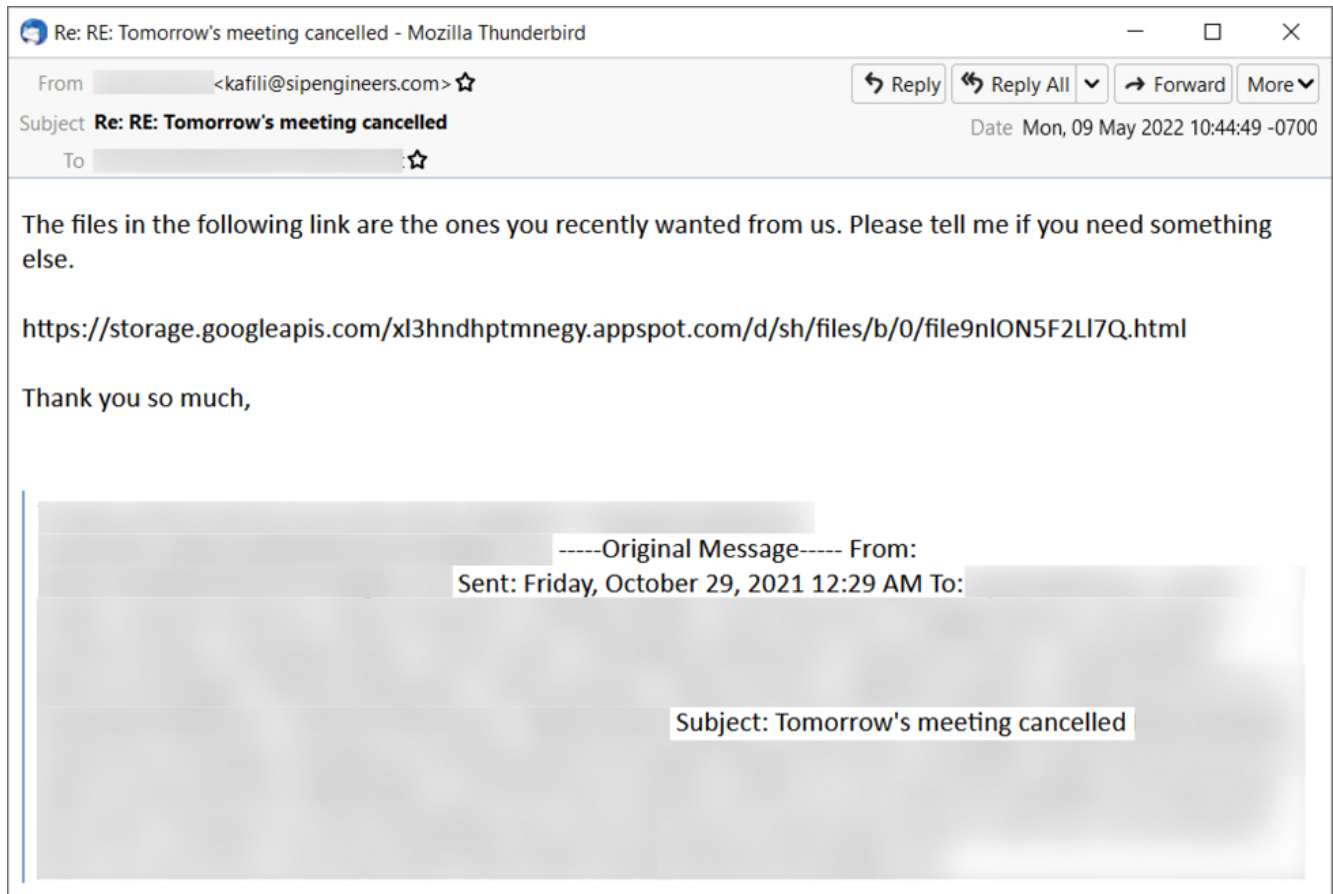 Re: RE: Tomorrow's meeting cancelled - Mozilla Thunderbird
From <kafili@sipengineers.com>
Reply Reply All Forward More
Subject Re: RE: Tomorrow's meeting cancelled
Date Mon, 09 May 2022 10:44:49 -0700
To
The files in the following link are the ones you recently wanted from us. Please tell me if you need something
else.
https://storage.googleapis.com/xl3hndhptmnegy.appspot.com/d/sh/files/b/0/file9nlON5F2Ll7Q.html
Thank you so much,
-----Original Message----- From:
Sent: Friday, October 29, 2021 12:29 AM To:
Subject: Tomorrow's meeting cancelled